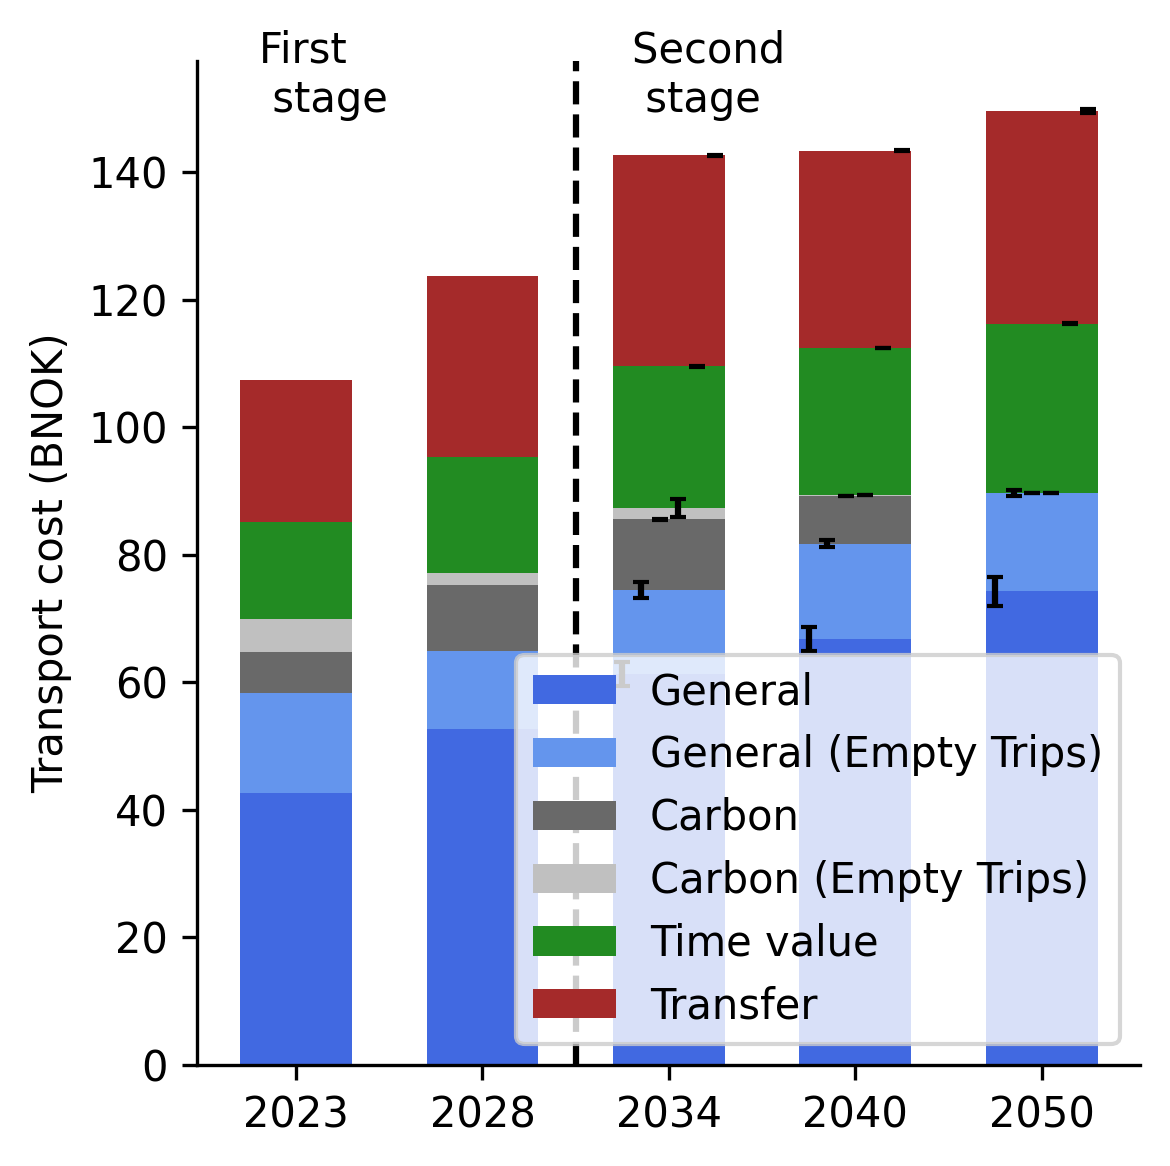 First
stage
Second
stage
Transport cost (BNOK)
140
120
100
80
60
40
20
0
General
General (Empty Trips)
Carbon
Carbon (Empty Trips)
Time value
Transfer
2023
2028
2034
2040
2050